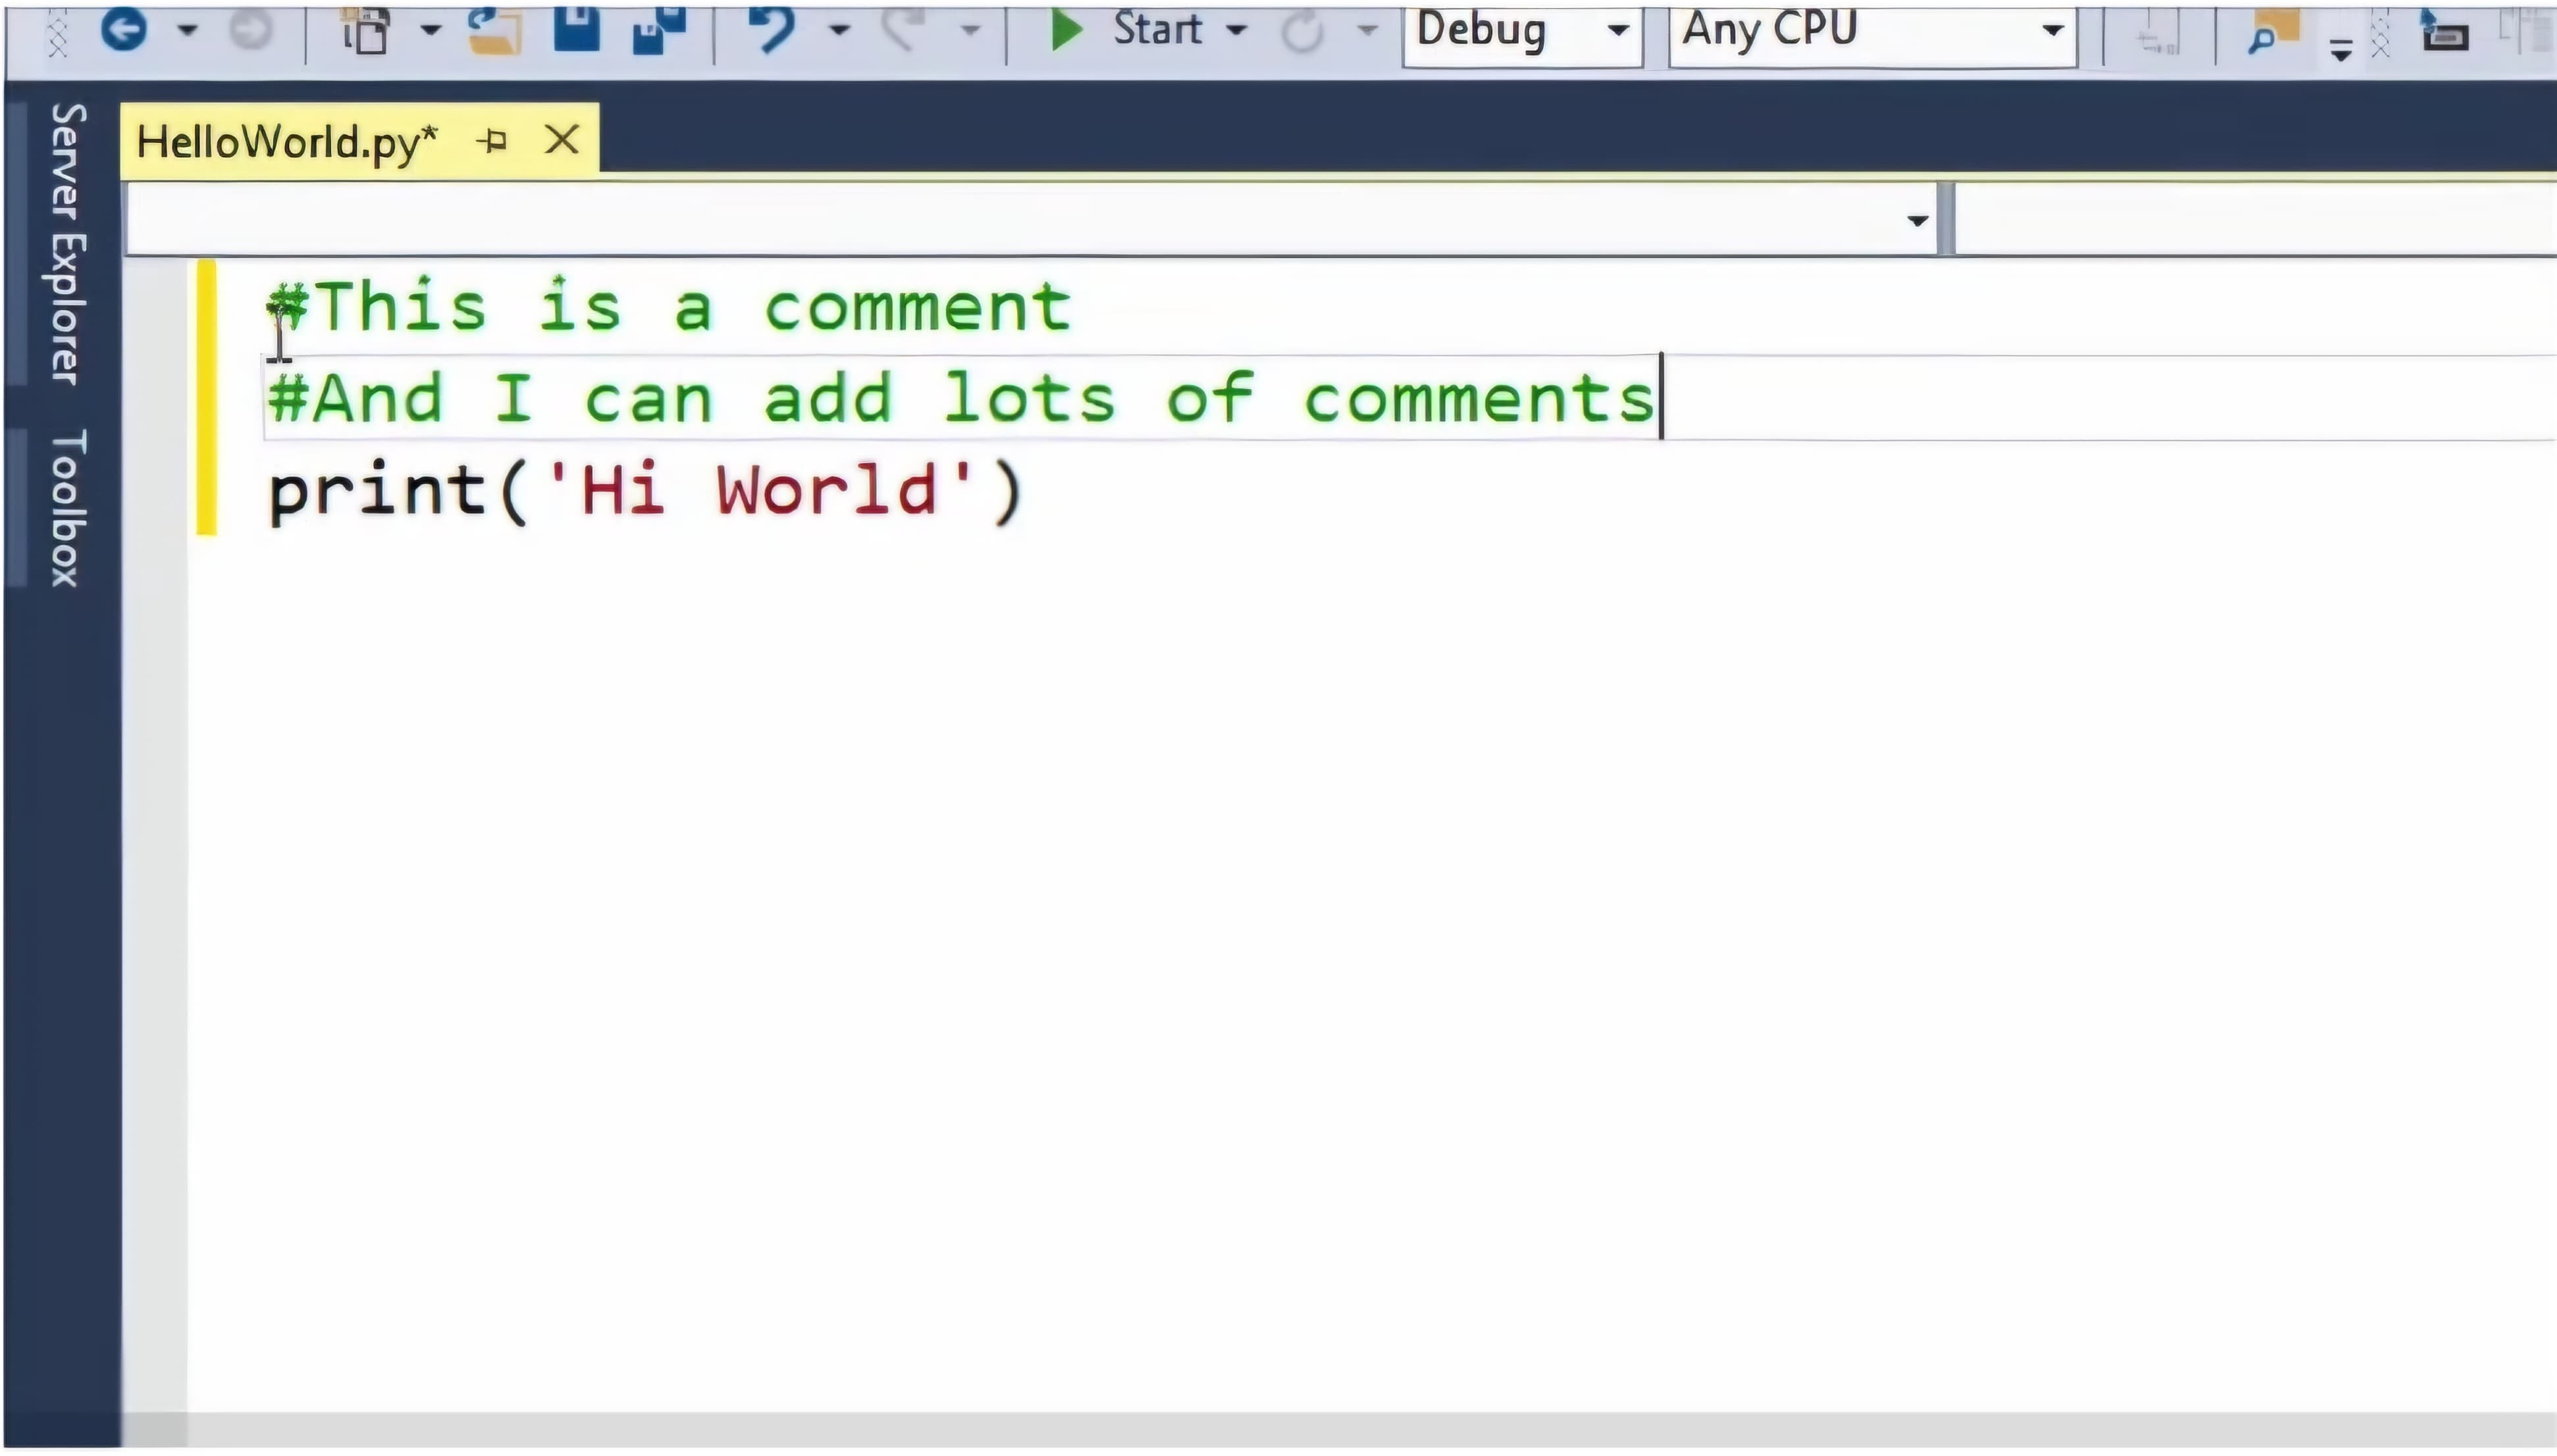 Start Debug Any CPU
Server Explorer
Toolbox
HelloWorld.py*
#This is a comment
#And I can add lots of comments
print('Hi World')